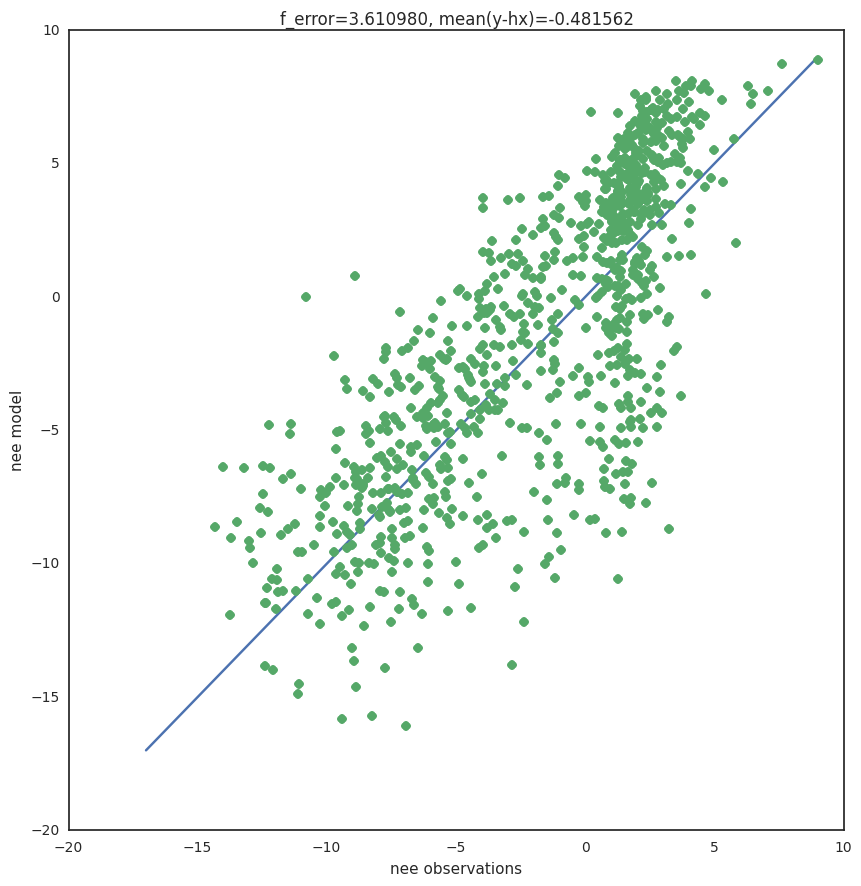 f_error=3.610980, mean(y-hx)=-0.481562
10
5
0
−5
−10
−15
−20
nee model
−20 −15 −10 −5 0 5 10
nee observations